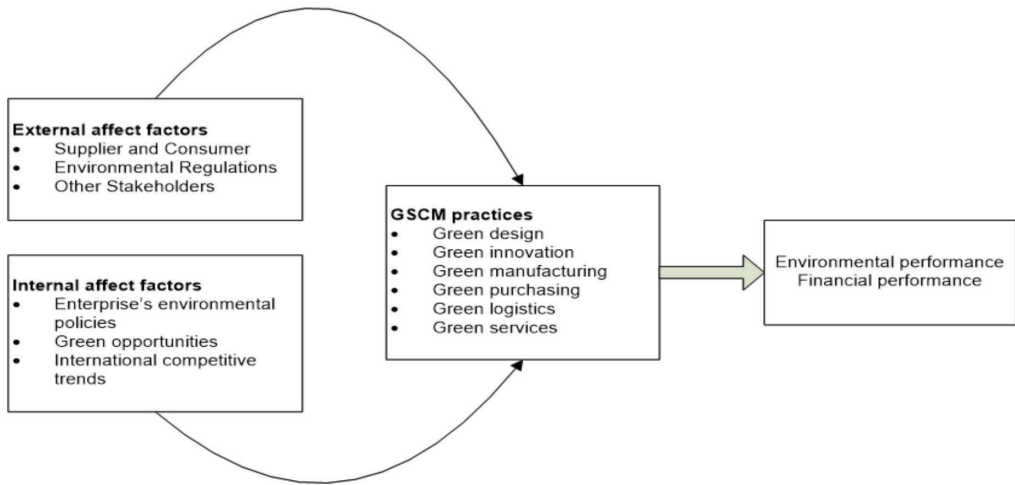 External affect factors
• Supplier and Consumer
• Environmental Regulations
• Other Stakeholders
Internal affect factors
• Enterprise's environmental
policies
• Green opportunities
• International competitive
trends
GSCM practices
• Green design
• Green innovation
• Green manufacturing
• Green purchasing
• Green logistics
• Green services
Environmental performance
Financial performance